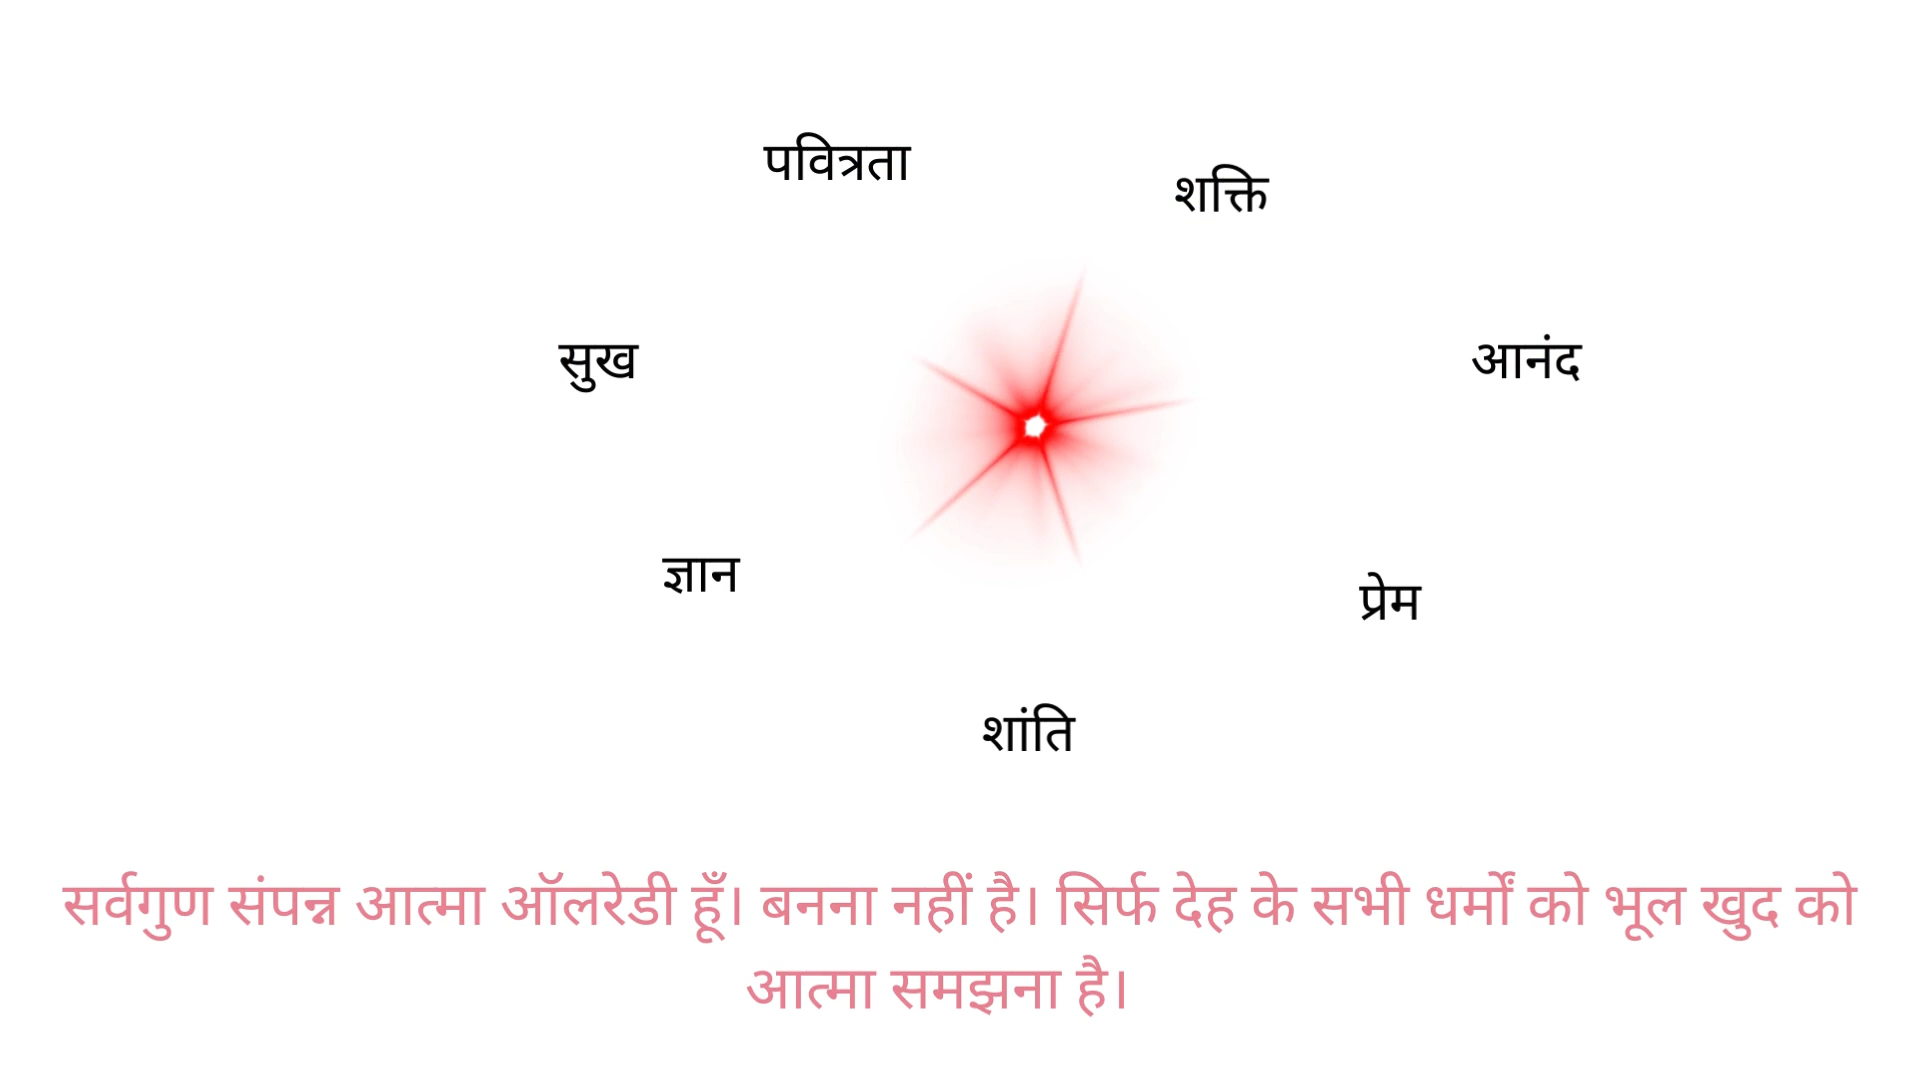 पवित्रता
शक्ति
सुख
आनंद
ज्ञान
प्रेम
शांति
सर्वगुण संपन्न आत्मा ऑलरेडी हूँ। बनना नहीं है। सिर्फ देह के सभी धर्मों को भूल खुद को
आत्मा समझना है।